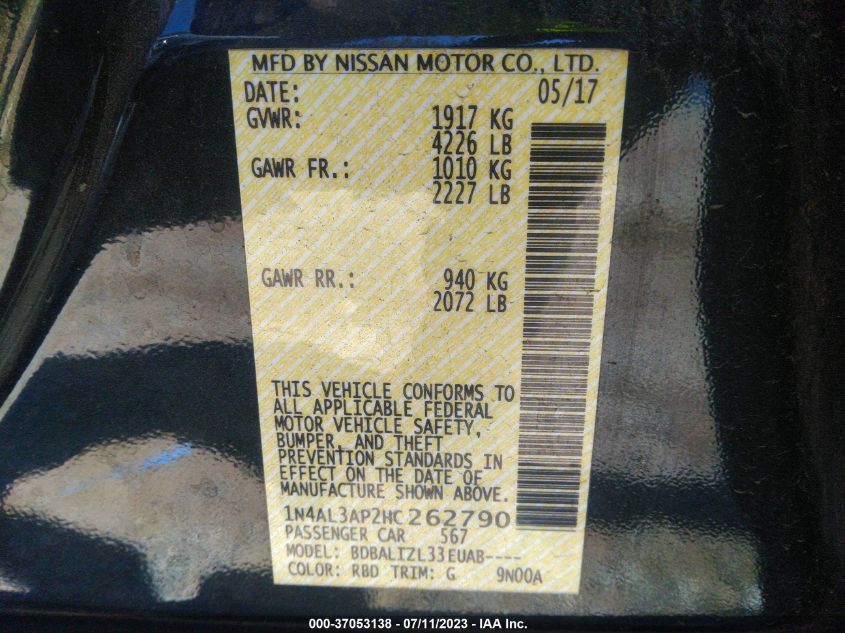 MFD BY NISSAN MOTOR CO., LTD.
DATE: 05/17
GVWR: 1917 KG
4226 LB
GAWR FR.: 1010 KG
2227 LB
GAWR RR.: 940 KG
2072 LB
THIS VEHICLE CONFORMS TO
ALL APPLICABLE FEDERAL
MOTOR VEHICLE SAFETY,
BUMPER, AND THEFT
PREVENTION STANDARDS IN
EFFECT ON THE DATE OF
MANUFACTURE SHOWN ABOVE.
1N4AL3AP2HC262790
PASSENGER CAR 567
MODEL: BDBALIZL33EUAB----
COLOR: RBD TRIM: G 9N00A
000-37053138 - 07/11/2023 - IAA Inc.